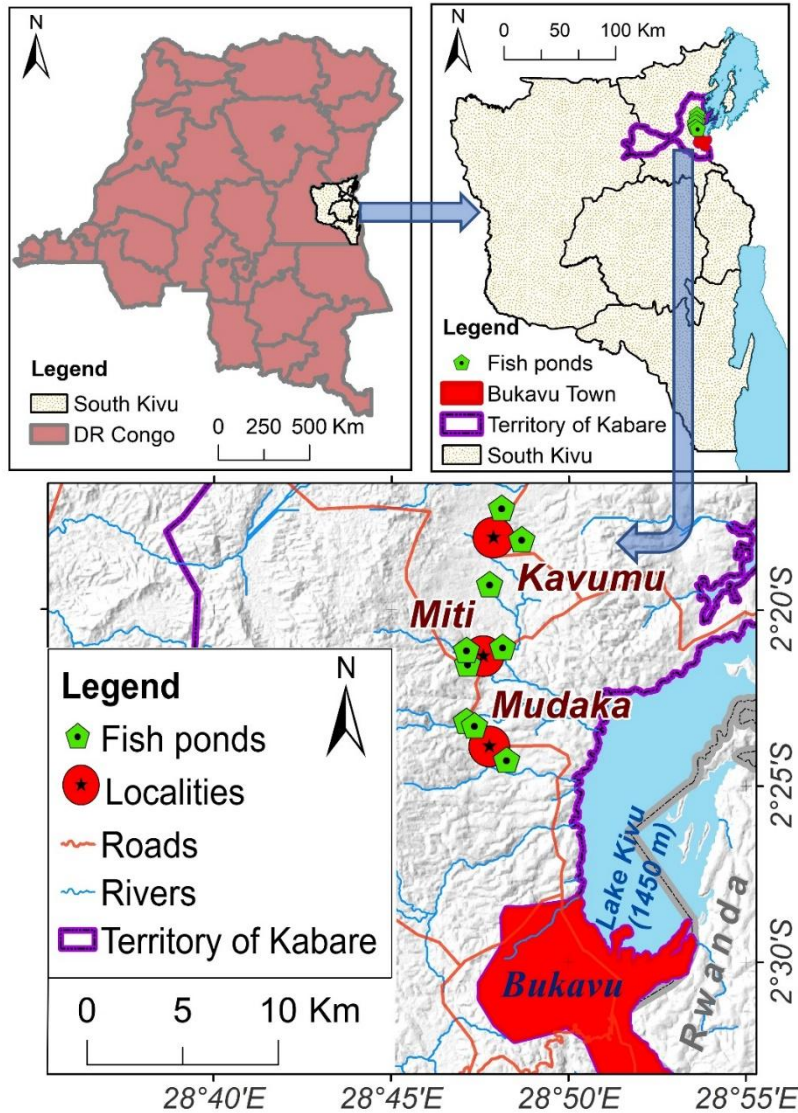 N
Legend
South Kivu
DR Congo
0 250 500 Km
N
0 50 100 Km
Legend
Fish ponds
Bukavu Town
Territory of Kabare
South Kivu
Kavumu
Miti
Mudaka
Lake Kivu
(1450 m)
Rwanda
Bukavu
N
Legend
Fish ponds
Localities
Roads
Rivers
Territory of Kabare
0 5 10 Km
2°20'S
2°25'S
2°30'S
28°40'E 28°45'E 28°50'E 28°55'E